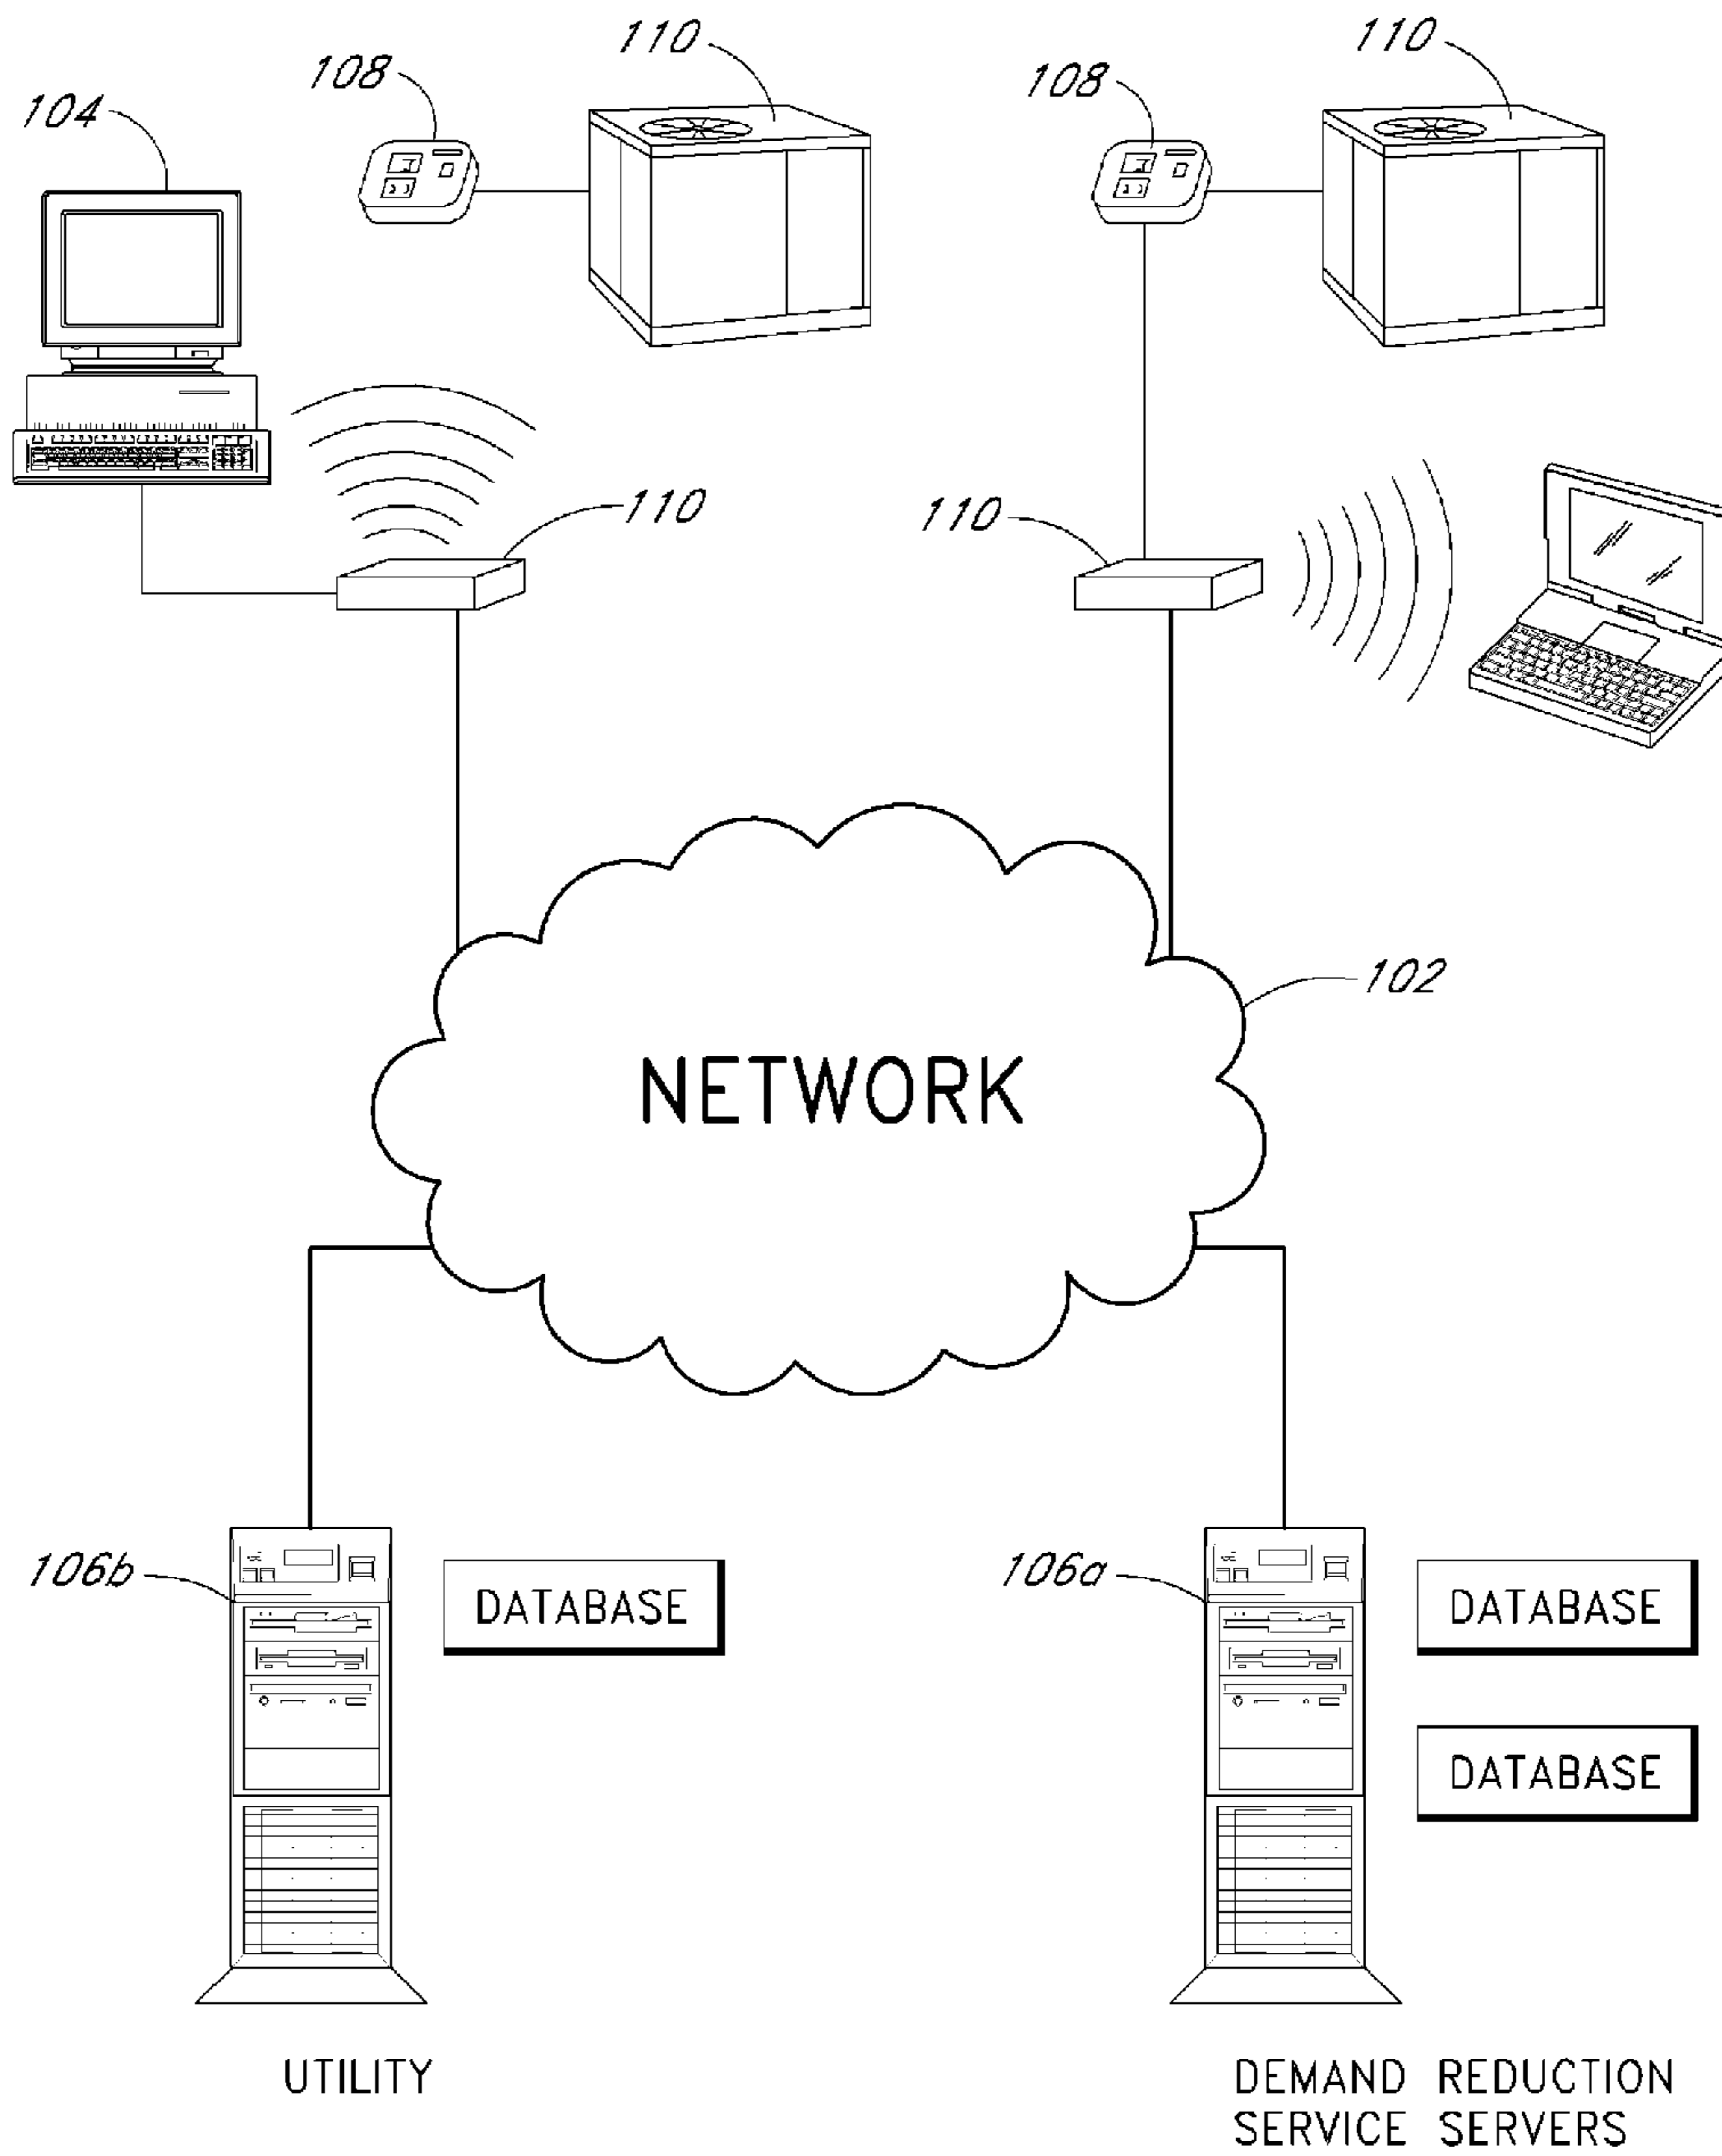 110
110
108
108
104
110
110
102
NETWORK
106b
DATABASE
106a
DATABASE
DATABASE
UTILITY
DEMAND REDUCTION
SERVICE SERVERS